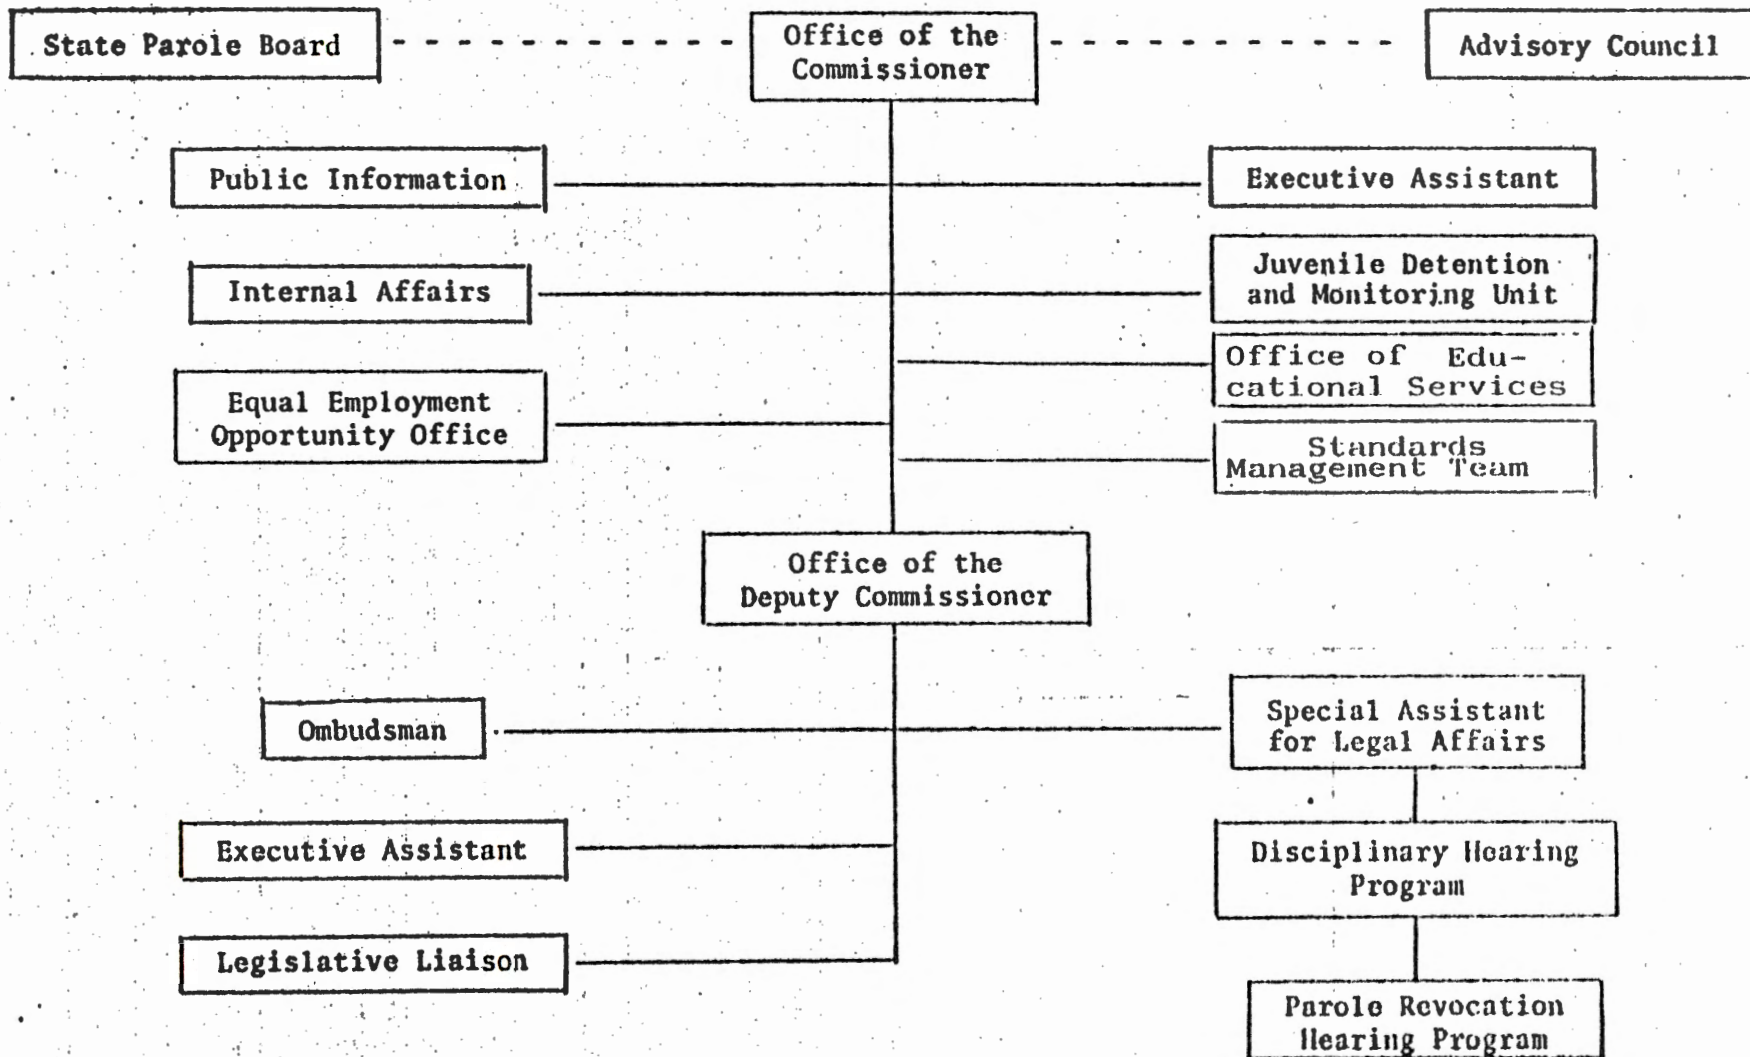 State Parole Board
Office of the
Commissioner
Advisory Council
Public Information
Executive Assistant
Internal Affairs
Juvenile Detention
and Monitoring Unit
Office of Edu-
cational Services
Equal Employment
Opportunity Office
Standards
Management Team
Office of the
Deputy Commissioner
Ombudsman
Special Assistant
for Legal Affairs
Executive Assistant
Disciplinary Hearing
Program
Legislative Liaison
Parole Revocation
Hearing Program